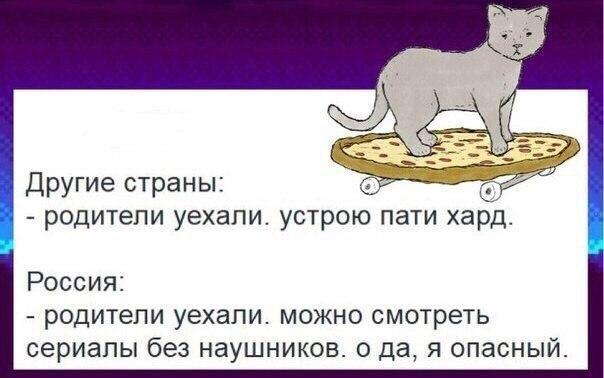 Другие страны:
- родители уехали. устрою пати хард.
Россия:
- родители уехали. можно смотреть
сериалы без наушников. о да, я опасный.